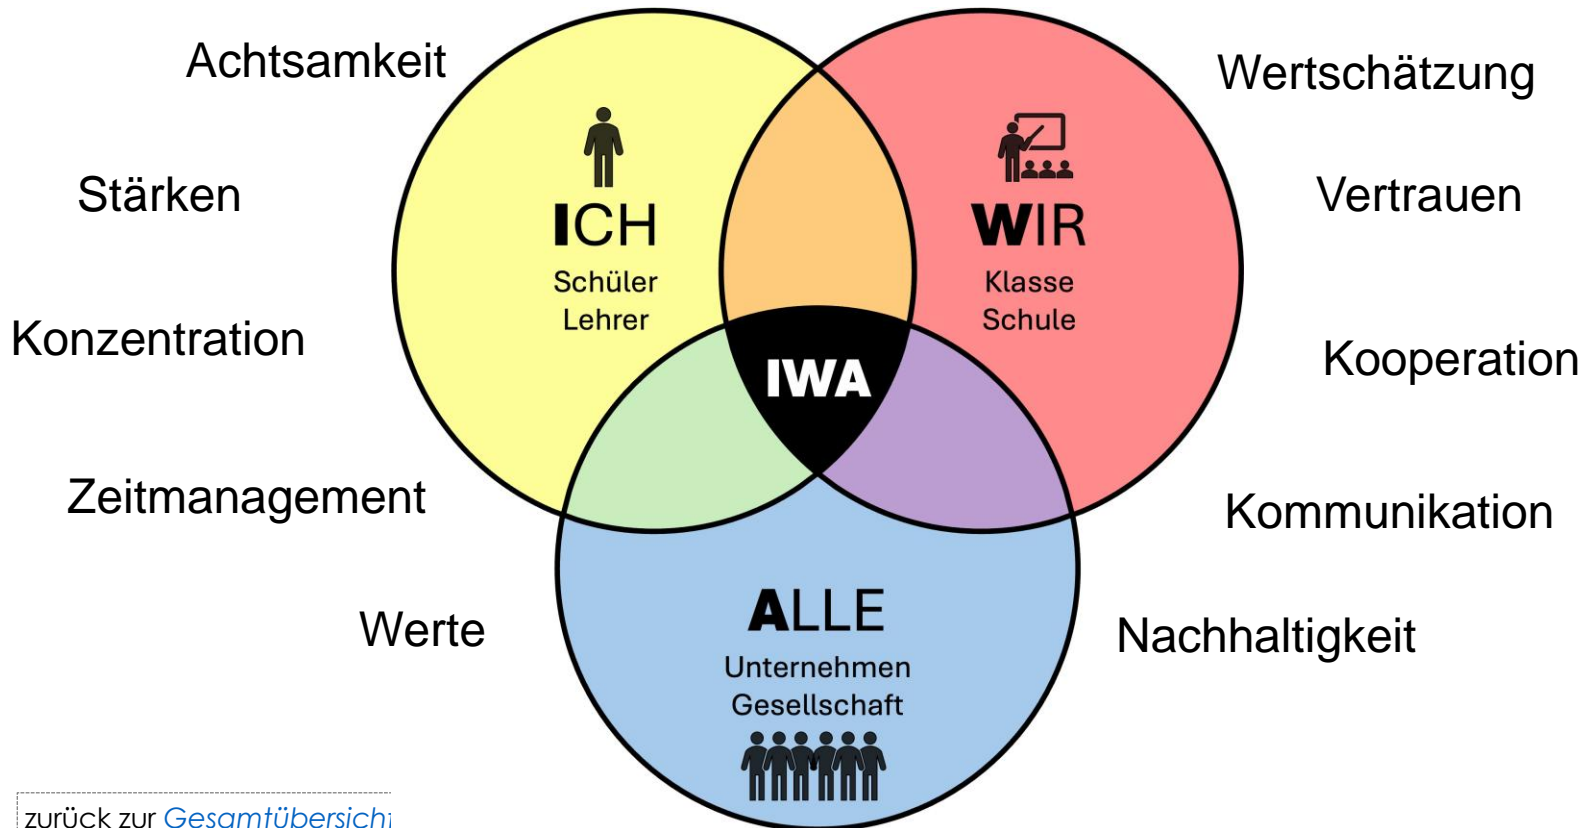 Achtsamkeit
Wertschätzung
Stärken
Vertrauen
ICH
Schüler
Lehrer
WIR
Klasse
Schule
Konzentration
Kooperation
IWA
Zeitmanagement
Kommunikation
Werte
Nachhaltigkeit
ALLE
Unternehmen
Gesellschaft
zurück zur Gesamtübersicht